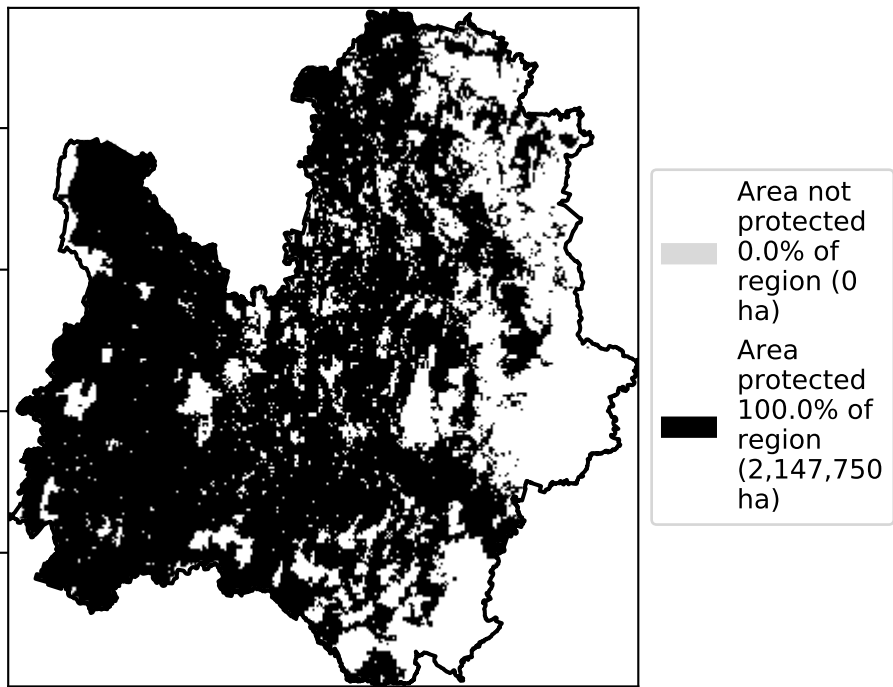 Area not
protected
0.0% of
region (0
ha)
Area
protected
100.0% of
region
(2,147,750
ha)